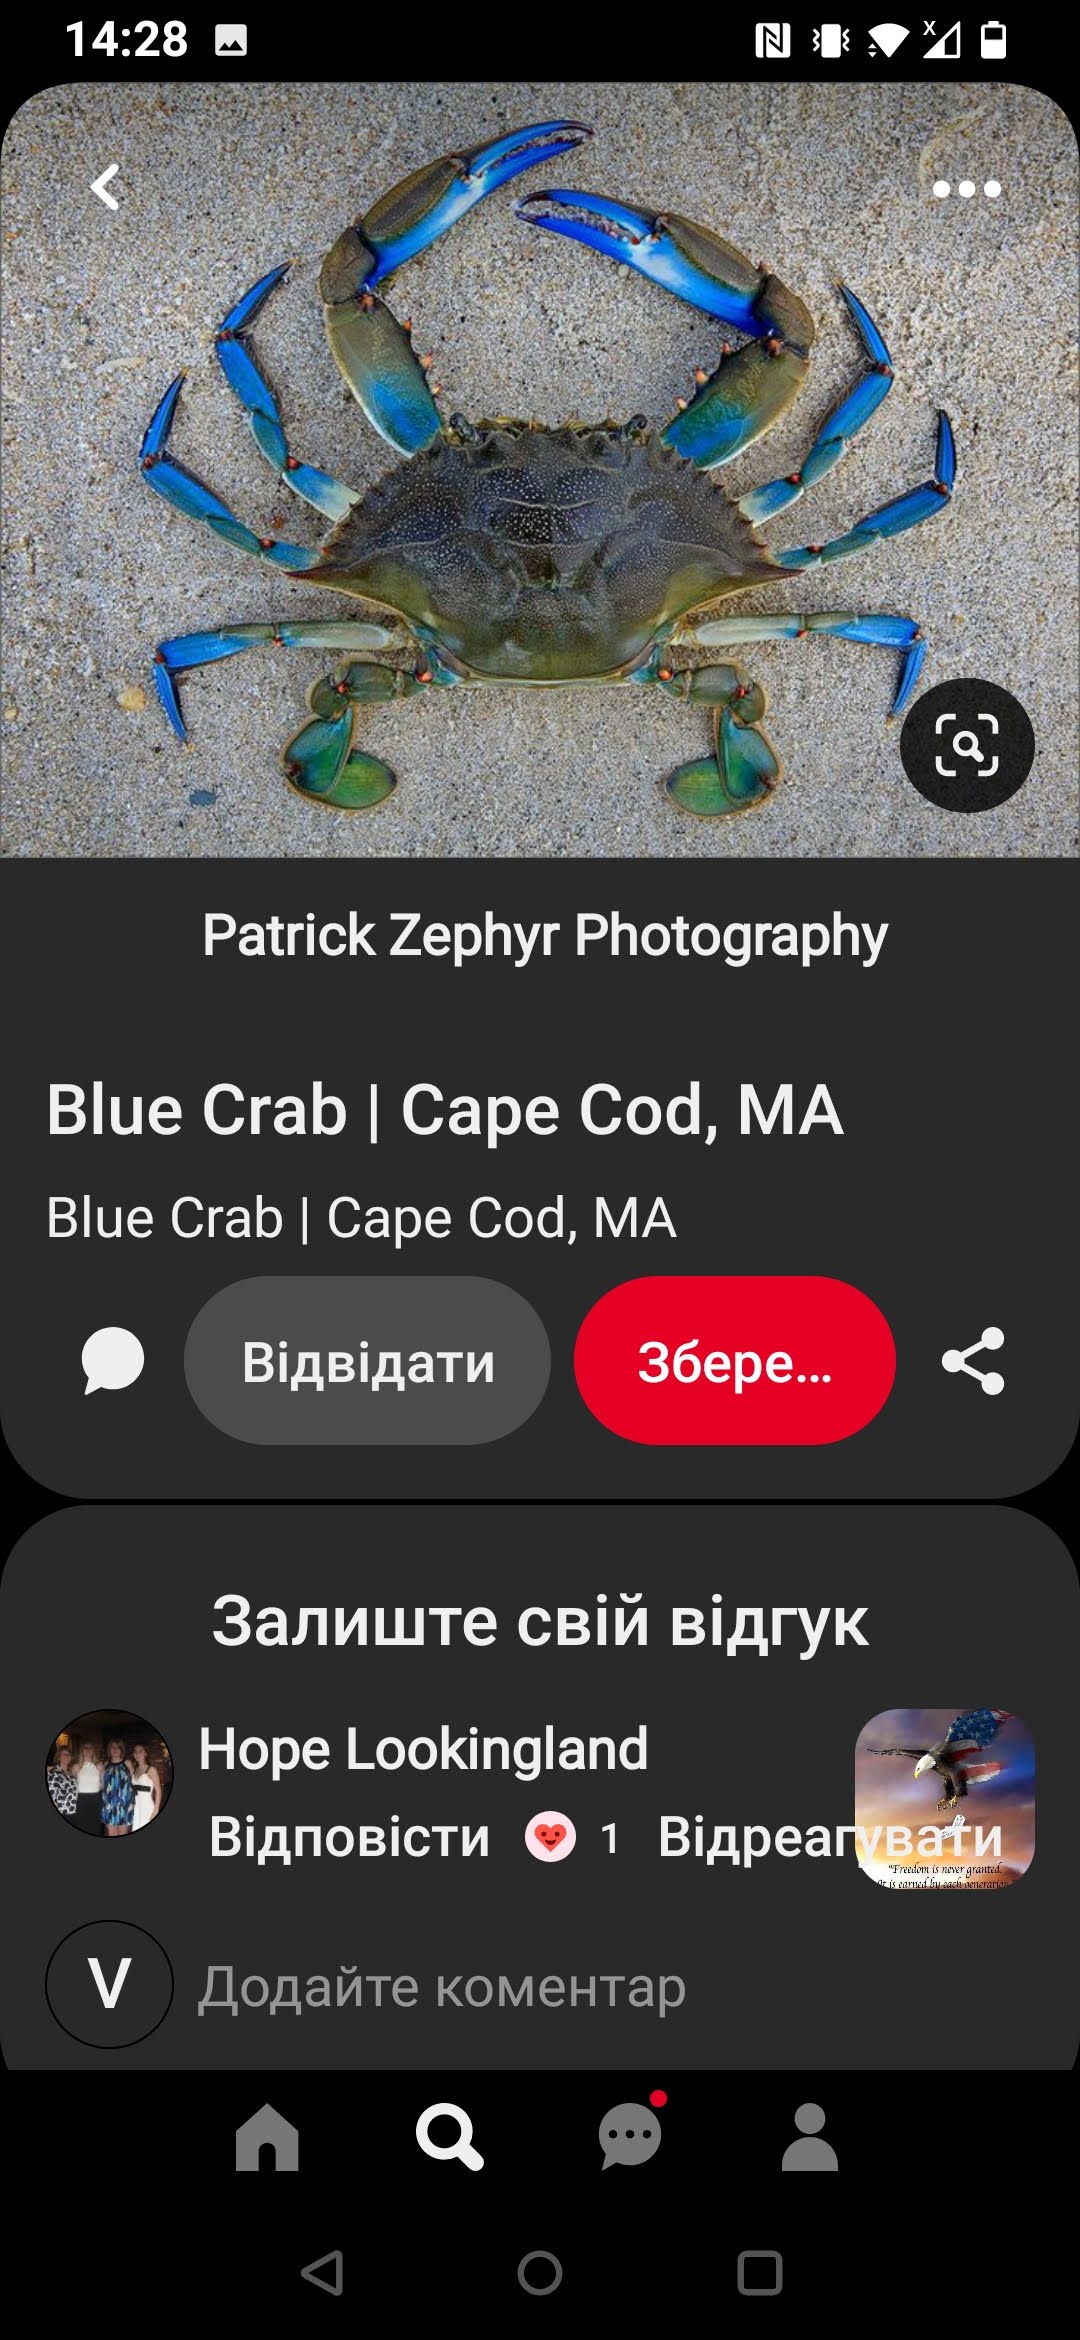 14:28
Patrick Zephyr Photography
Blue Crab | Cape Cod, MA
Blue Crab | Cape Cod, MA
Відвідати
Збере...
Залиште свій відгук
Hope Lookingland
Відповісти 1 Відреагувати
"Freedom is never granted.
It is earned by each generation
V
Додайте коментар